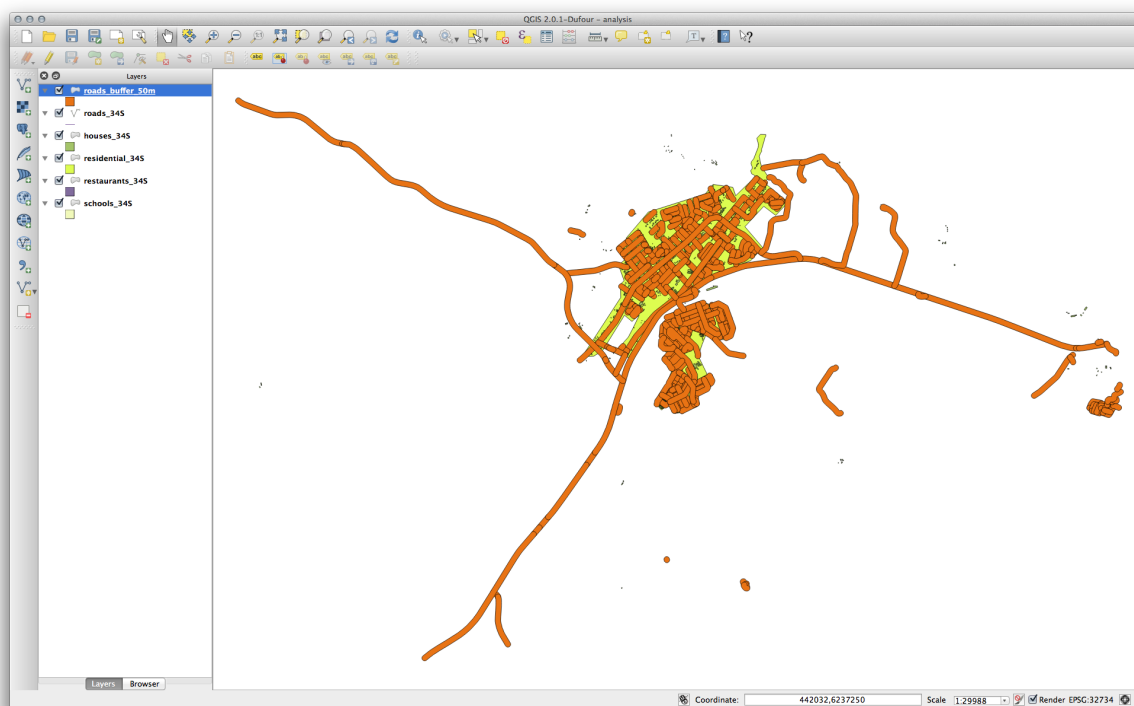 QGIS 2.0.1-Dufour - analysis
Layers
roads_buffer_50m
roads_34S
houses_34S
residential_34S
restaurants_34S
schools_34S
Layers Browser
Coordinate: 442032,6237250 Scale 1:29988 Render EPSG:32734